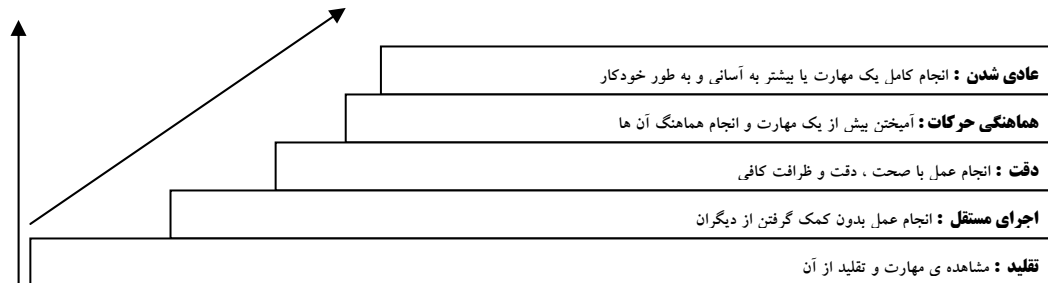 عادی شدن : انجام کامل یک مهارت یا بیشتر به آسانی و به طور خودکار
هماهنگی حرکات : آمیختن بیش از یک مهارت و انجام هماهنگ آن ها
دقت : انجام عمل با صحت ، دقت و ظرافت کافی
اجرای مستقل : انجام عمل بدون کمک گرفتن از دیگران
تقلید : مشاهده ی مهارت و تقلید از آن